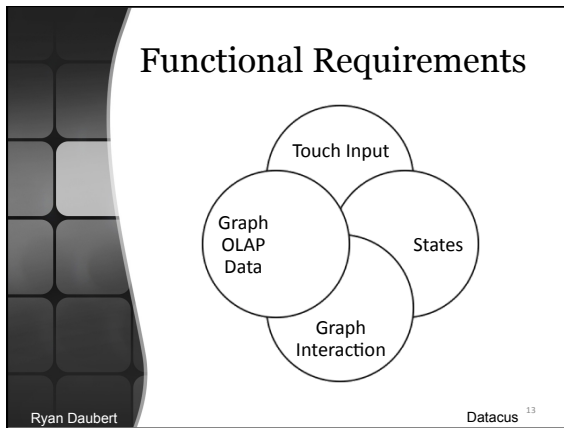 Functional Requirements
Touch Input
Graph
OLAP
Data
States
Graph
Interaction
Ryan Daubert
Datacus 13